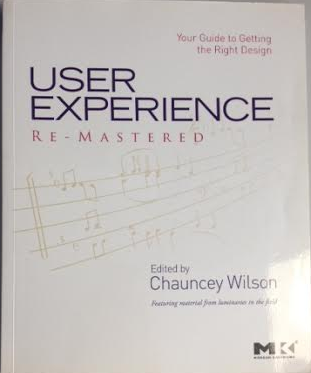 Your Guide to Getting
the Right Design
USER
EXPERIENCE
RE-MASTERED
Edited by
Chauncey Wilson
Featuring material from luminaries in the field
MK